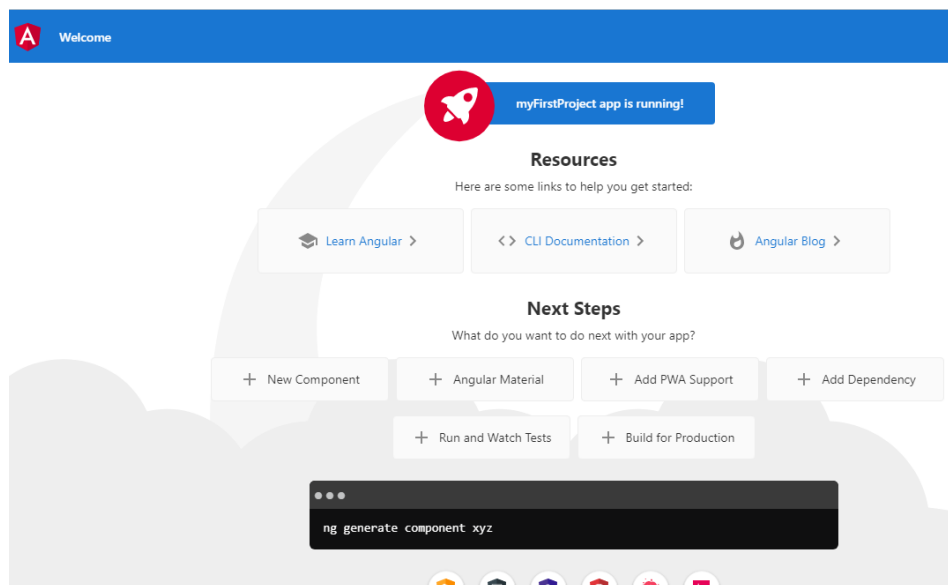 Welcome
myFirstProject app is running!
Resources
Here are some links to help you get started:
Learn Angular
CLI Documentation
Angular Blog
Next Steps
What do you want to do next with your app?
New Component
Angular Material
Add PWA Support
Add Dependency
Run and Watch Tests
Build for Production
ng generate component xyz